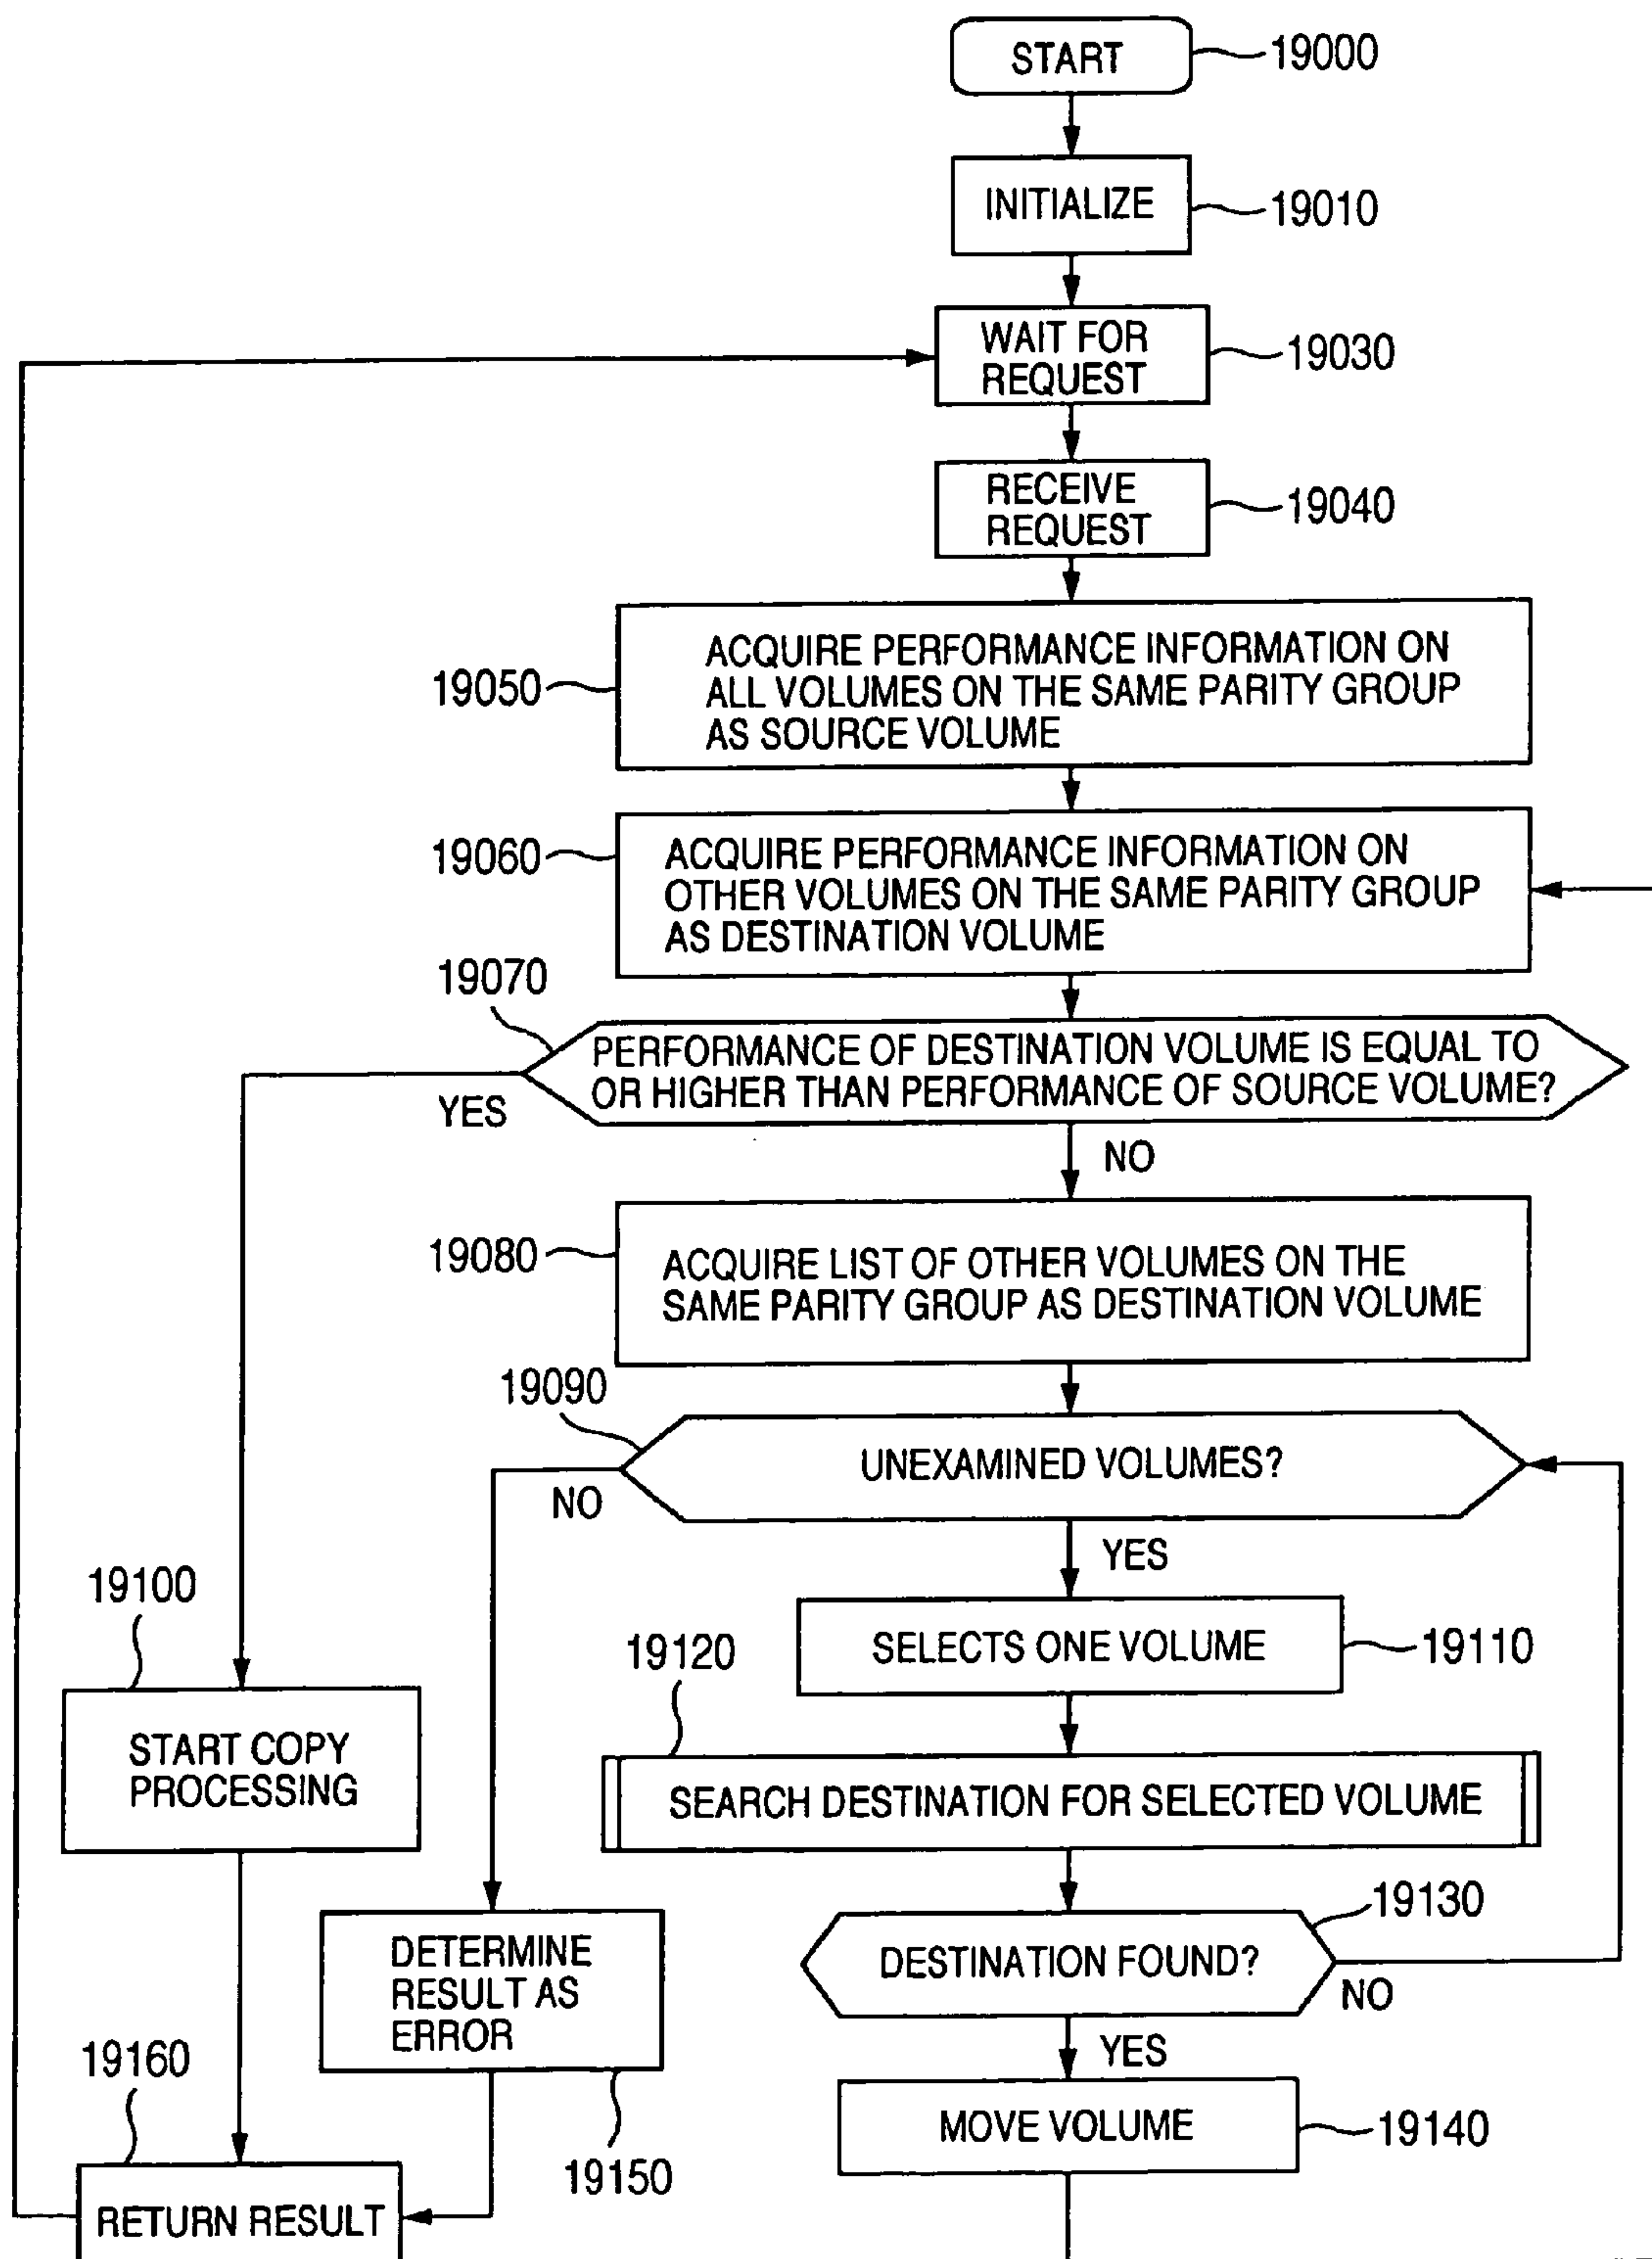 START
19000
INITIALIZE
19010
WAIT FOR
REQUEST
19030
RECEIVE
REQUEST
19040
19050
ACQUIRE PERFORMANCE INFORMATION ON
ALL VOLUMES ON THE SAME PARITY GROUP
AS SOURCE VOLUME
19060
ACQUIRE PERFORMANCE INFORMATION ON
OTHER VOLUMES ON THE SAME PARITY GROUP
AS DESTINATION VOLUME
19070
PERFORMANCE OF DESTINATION VOLUME IS EQUAL TO
OR HIGHER THAN PERFORMANCE OF SOURCE VOLUME?
YES
NO
19080
ACQUIRE LIST OF OTHER VOLUMES ON THE
SAME PARITY GROUP AS DESTINATION VOLUME
19090
UNEXAMINED VOLUMES?
NO
YES
19100
SELECTS ONE VOLUME
19110
19120
START COPY
PROCESSING
SEARCH DESTINATION FOR SELECTED VOLUME
19130
DETERMINE
RESULT AS
ERROR
DESTINATION FOUND?
NO
YES
19160
MOVE VOLUME
19140
19150
RETURN RESULT